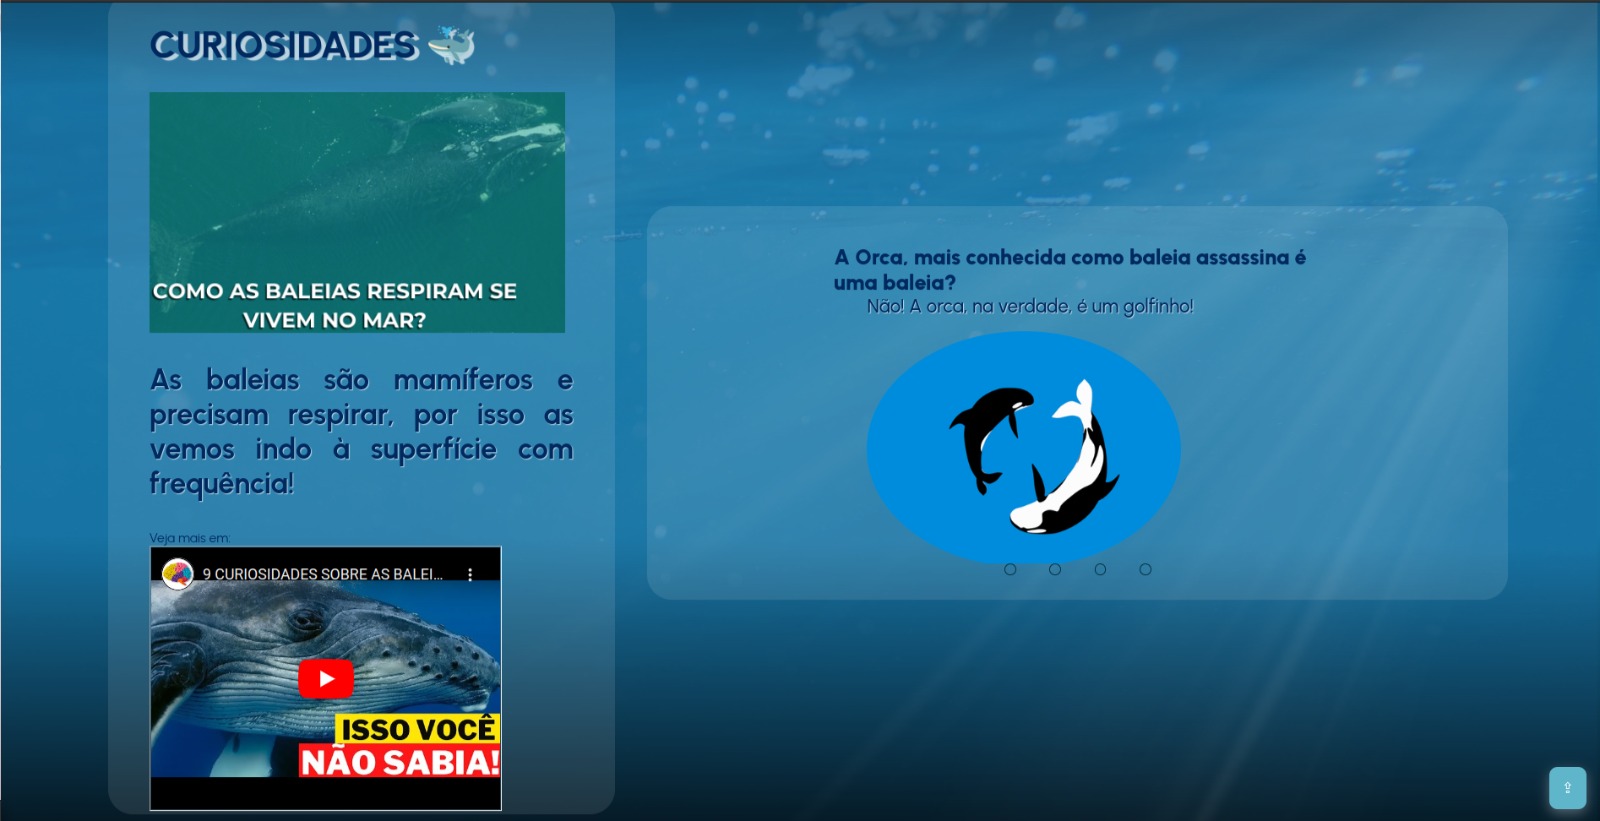 CURIOSIDADES
COMO AS BALEIAS RESPIRAM SE
VIVEM NO MAR?
As baleias são mamíferos e
precisam respirar, por isso as
vemos indo à superfície com
frequência!
Veja mais em:
9 CURIOSIDADES SOBRE AS BALEI...
ISSO VOCÊ
NÃO SABIA!
A Orca, mais conhecida como baleia assassina é
uma baleia?
Não! A orca, na verdade, é um golfinho!